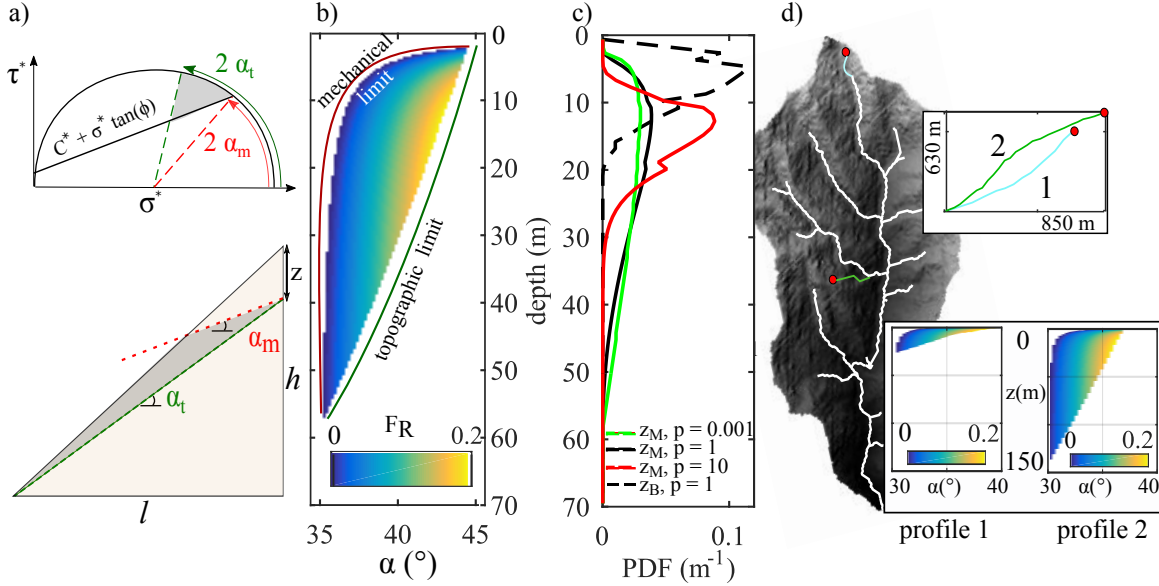 a)
τ*
2 αt
C* + σ* tan(ϕ)
2 αm
σ*
z
αm
h
αt
l
b)
mechanical
limit
topographic limit
0
10
20
30
40
50
60
70
depth (m)
FR
0 0.2
35 40 45
α (°)
c)
0
10
20
30
40
50
60
70
zM, p = 0.001
zM, p = 1
zM, p = 10
zB, p = 1
0 0.1
PDF (m⁻¹)
d)
630 m
2
1
850 m
0
z(m)
150
0 0.2
0 0.2
30 40
30 40
α(°)
α(°)
profile 1 profile 2